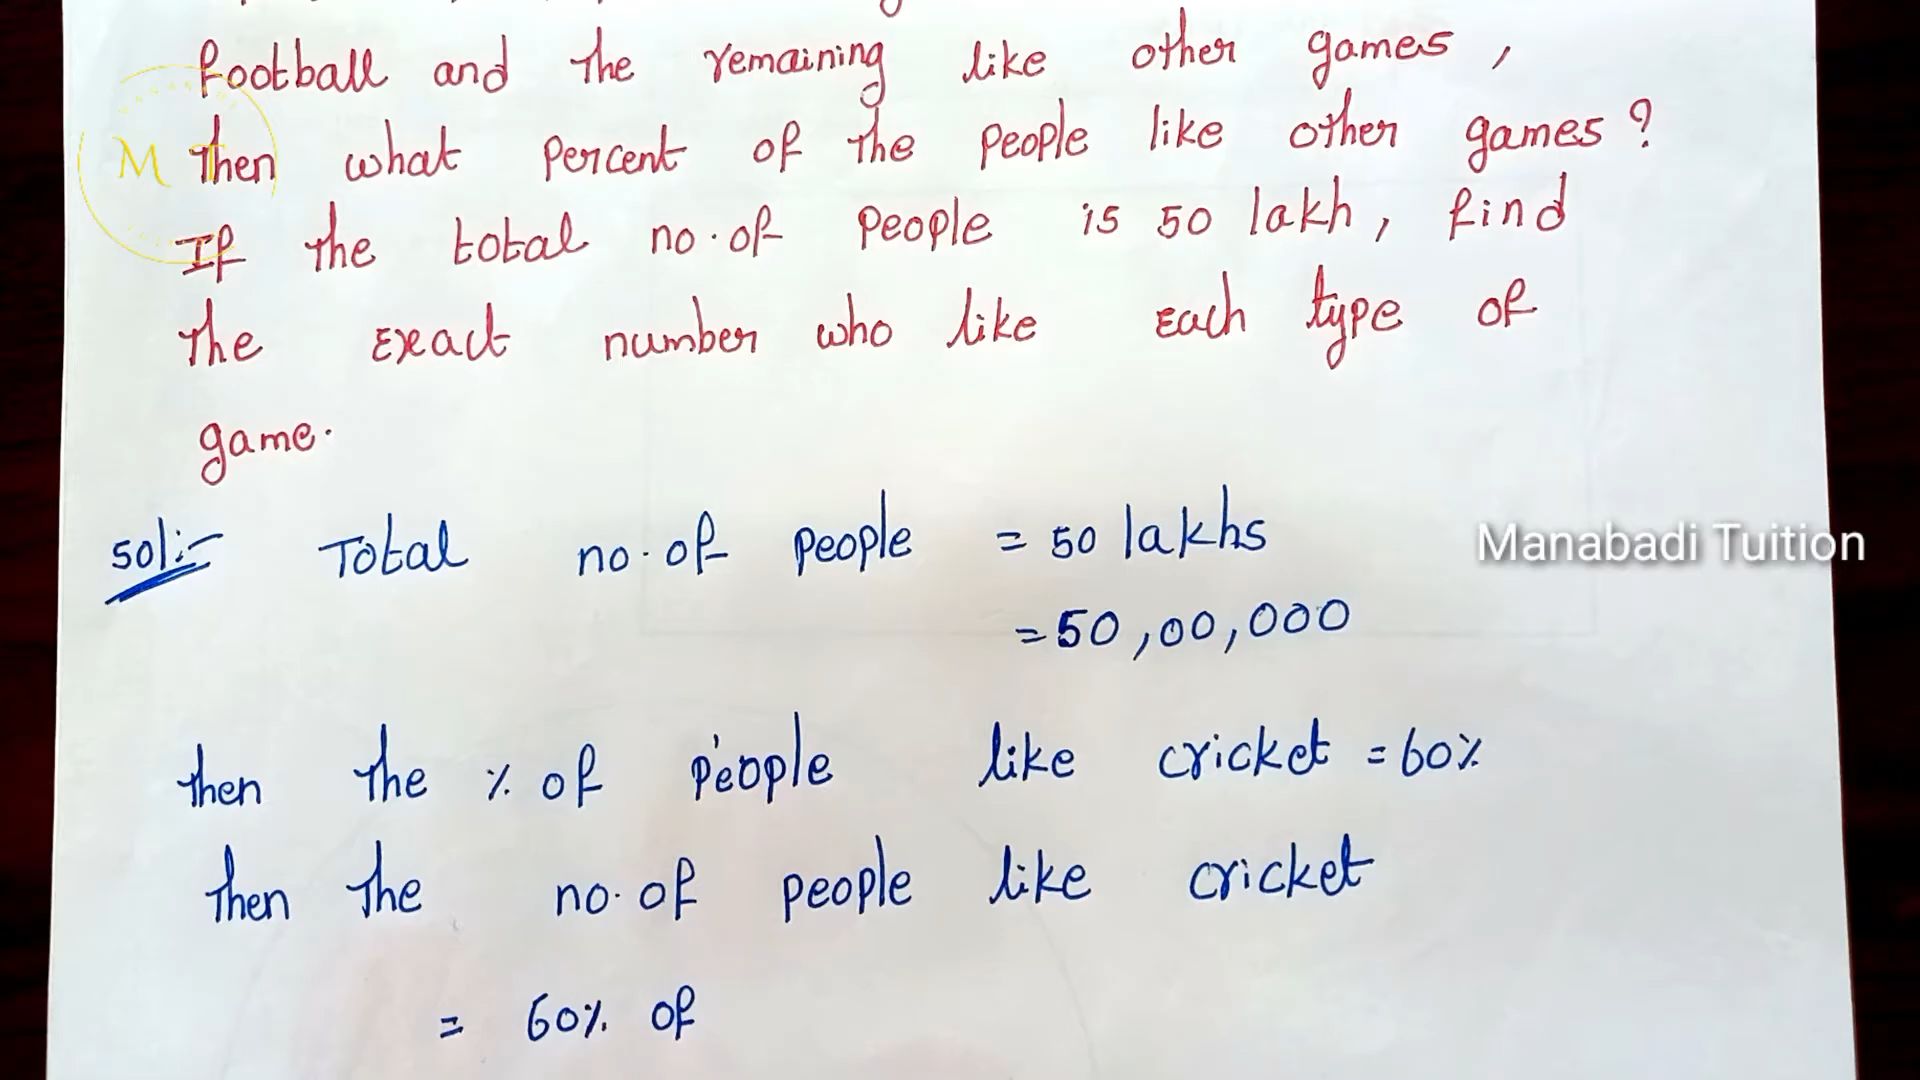 football and the remaining like other games,
then what percent of the people like other games?
If the total no. of people is 50 lakh, find
the exact number who like each type of
game.
sol:- Total no. of people = 50 lakhs
= 50,00,000
then the % of people like cricket = 60%
then the no. of people like cricket
= 60% of
M
Manabadi Tuition